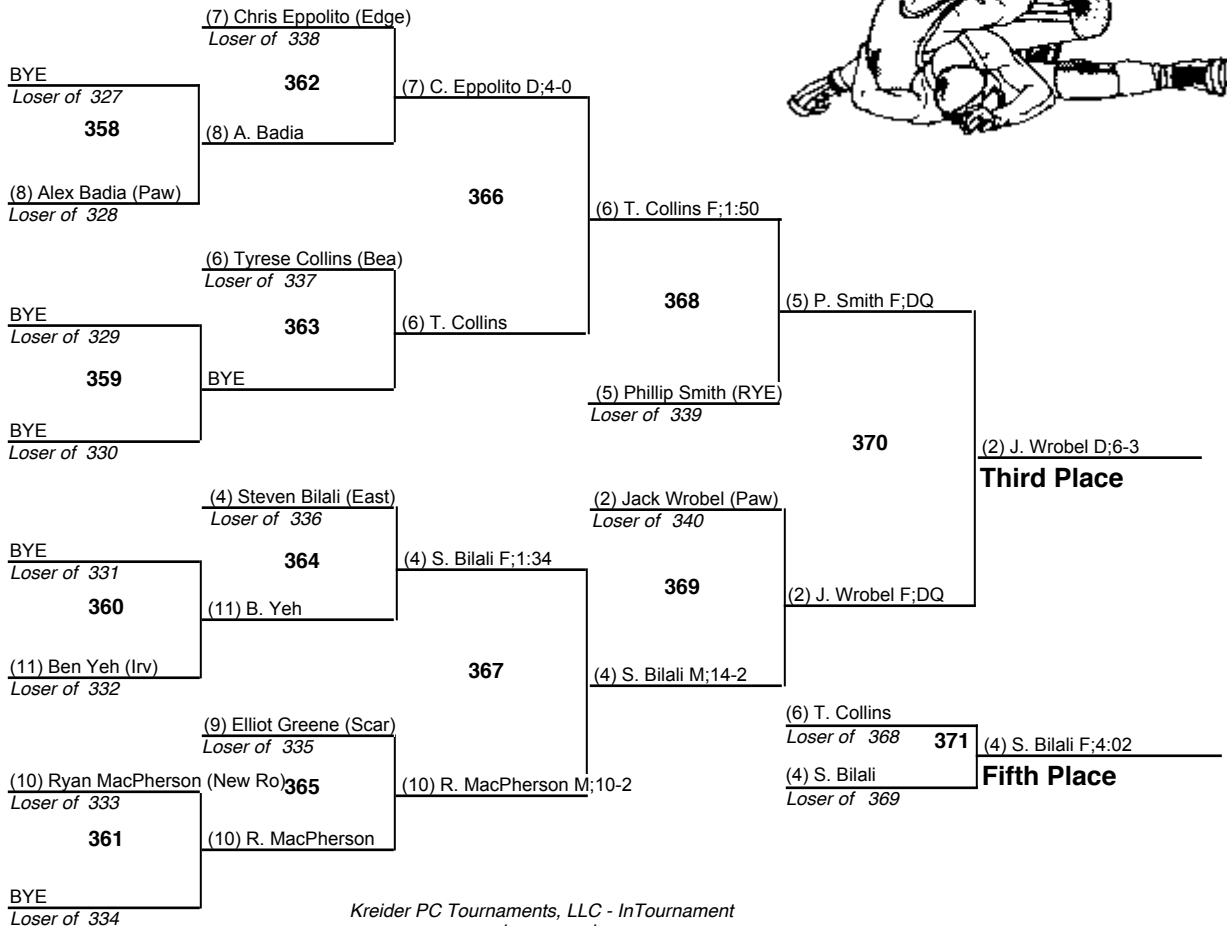 (7) Chris Eppolito (Edge)
Loser of 338
BYE
Loser of 327
362
(7) C. Eppolito D;4-0
358
(8) A. Badia
(8) Alex Badia (Paw)
Loser of 328
366
(6) T. Collins F;1:50
(6) Tyrese Collins (Bea)
Loser of 337
BYE
Loser of 329
363
(6) T. Collins
368
(5) P. Smith F;DQ
359
BYE
(5) Phillip Smith (RYE)
Loser of 339
BYE
Loser of 330
370
(2) J. Wrobel D;6-3
Third Place
(4) Steven Bilali (East)
Loser of 336
(2) Jack Wrobel (Paw)
Loser of 340
BYE
Loser of 331
364
(4) S. Bilali F;1:34
369
(2) J. Wrobel F;DQ
360
(11) B. Yeh
(11) Ben Yeh (Irv)
Loser of 332
367
(4) S. Bilali M;14-2
(9) Elliot Greene (Scar)
Loser of 335
(6) T. Collins
Loser of 368
371
(4) S. Bilali F;4:02
Fifth Place
(4) S. Bilali
Loser of 369
(10) Ryan MacPherson (New Ro)
Loser of 333
365
(10) R. MacPherson M;10-2
361
(10) R. MacPherson
BYE
Loser of 334
Kreider PC Tournaments, LLC - InTournament